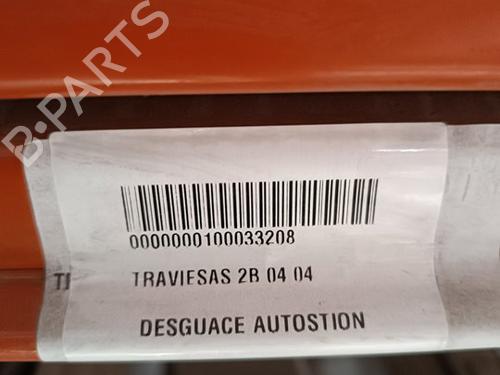 B-PARTS
0000000100033208
TRAVIESAS 2B 04 04
DESGUACE AUTOSTION